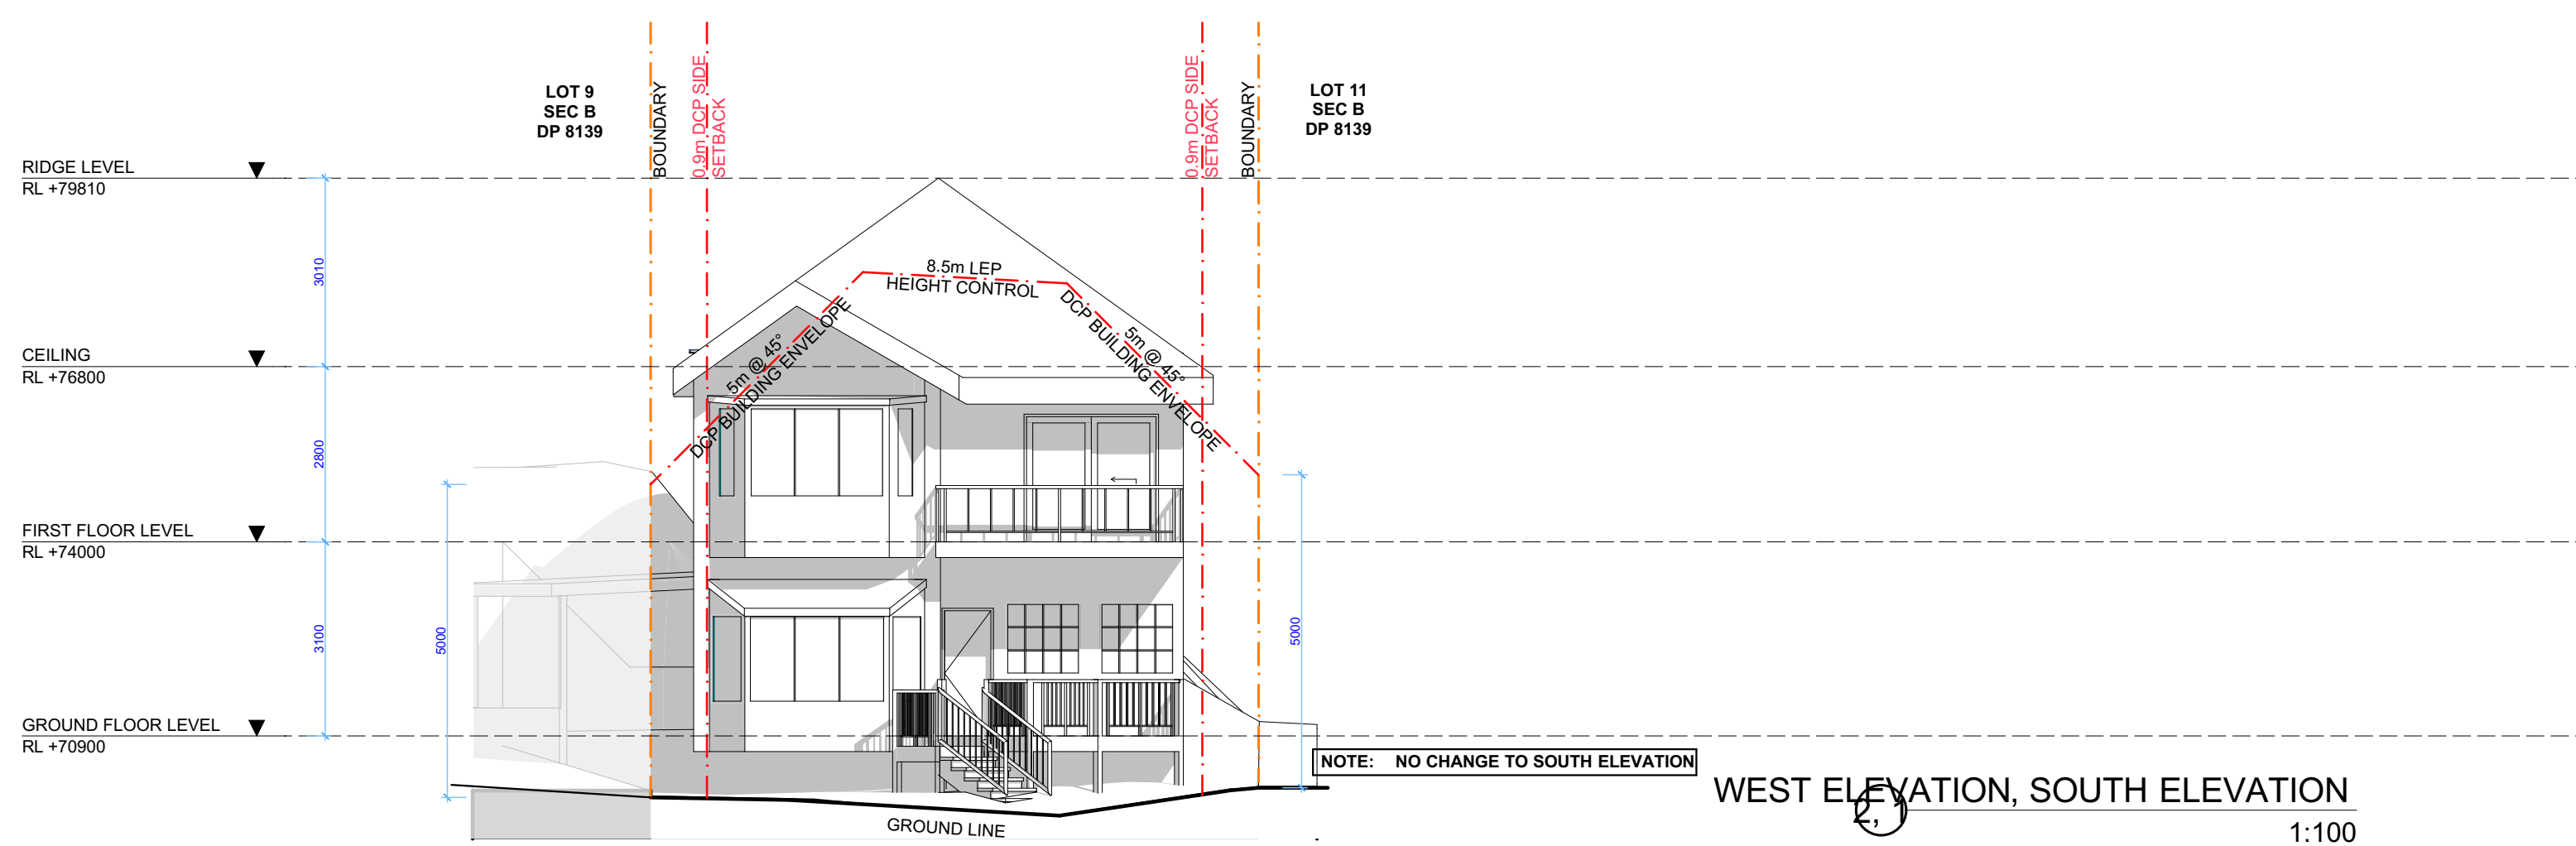 LOT 9
SEC B
DP 8139
BOUNDARY
0.9m DCP SIDE
SETBACK
0.9m DCP SIDE
SETBACK
BOUNDARY
LOT 11
SEC B
DP 8139
RIDGE LEVEL
RL +79810
3010
8.5m LEP
HEIGHT CONTROL
5m @ 45°
DCP BUILDING ENVELOPE
5m @ 45°
DCP BUILDING ENVELOPE
CEILING
RL +76800
2800
FIRST FLOOR LEVEL
RL +74000
3100
5000
5000
GROUND FLOOR LEVEL
RL +70900
NOTE: NO CHANGE TO SOUTH ELEVATION
GROUND LINE
WEST ELEVATION, SOUTH ELEVATION
2, 1
1:100